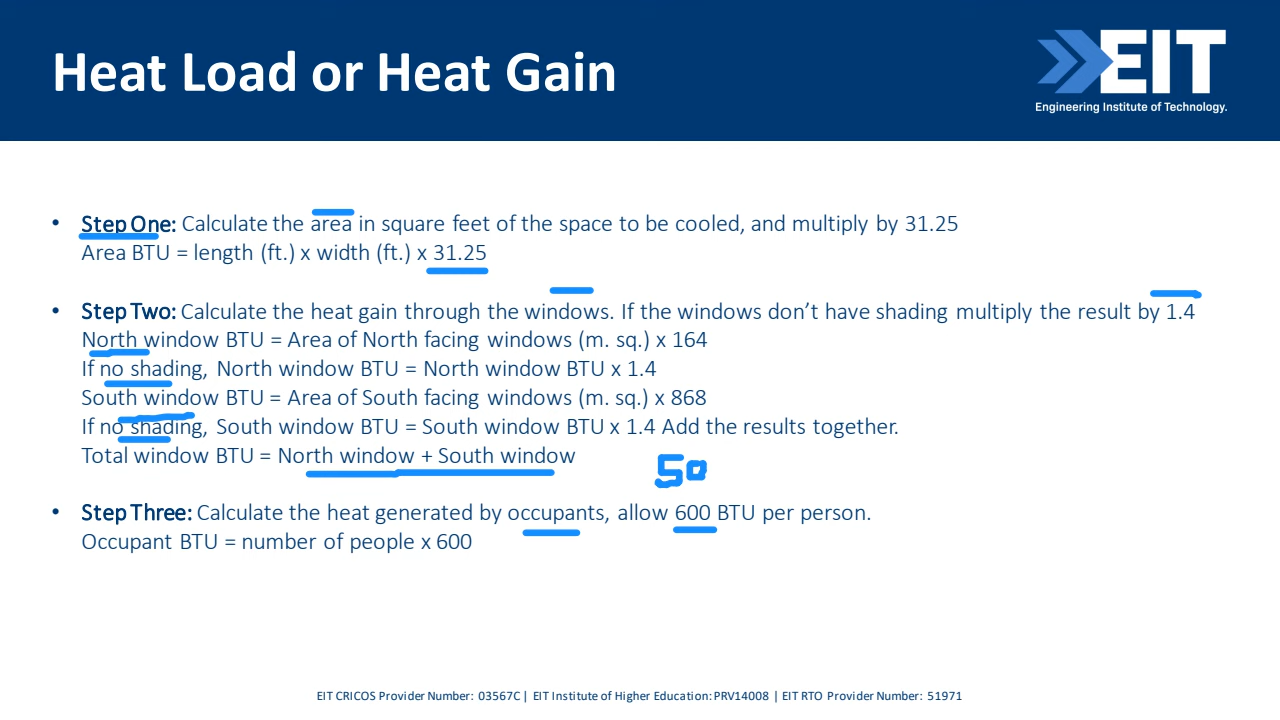 Heat Load or Heat Gain
EIT
Engineering Institute of Technology.
• Step One: Calculate the area in square feet of the space to be cooled, and multiply by 31.25
Area BTU = length (ft.) x width (ft.) x 31.25
• Step Two: Calculate the heat gain through the windows. If the windows don’t have shading multiply the result by 1.4
North window BTU = Area of North facing windows (m. sq.) x 164
If no shading, North window BTU = North window BTU x 1.4
South window BTU = Area of South facing windows (m. sq.) x 868
If no shading, South window BTU = South window BTU x 1.4 Add the results together.
Total window BTU = North window + South window
50
• Step Three: Calculate the heat generated by occupants, allow 600 BTU per person.
Occupant BTU = number of people x 600
EIT CRICOS Provider Number: 03567C | EIT Institute of Higher Education: PRV14008 | EIT RTO Provider Number: 51971